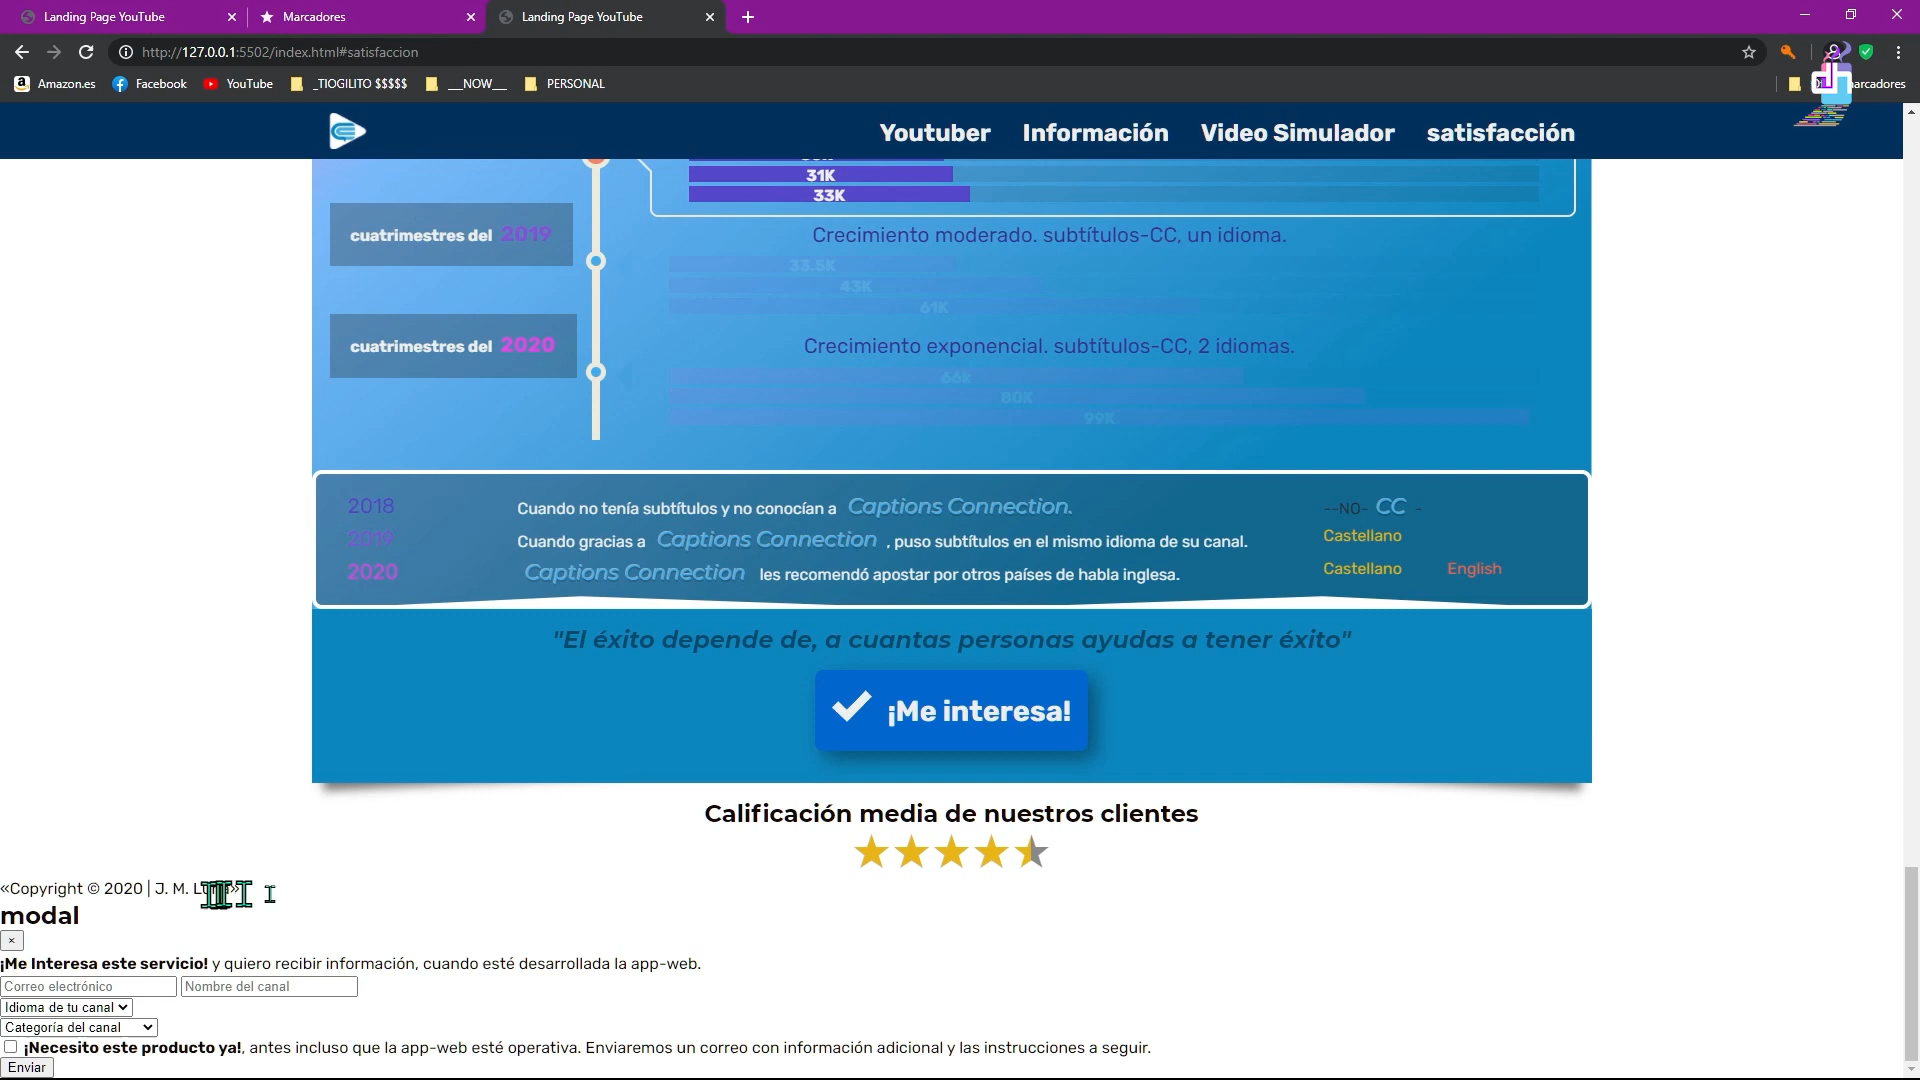 Landing Page YouTube
Marcadores
Landing Page YouTube
http://127.0.0.1:5502/index.html#satisfaccion
Amazon.es
Facebook
YouTube
_TIOGILITO $$$$$
__NOW__
PERSONAL
marcadores
Youtuber
Información
Video Simulador
satisfacción
31K
33K
cuatrimestres del 2019
Crecimiento moderado. subtítulos-CC, un idioma.
33.5K
43K
61K
cuatrimestres del 2020
Crecimiento exponencial. subtítulos-CC, 2 idiomas.
66k
80K
99K
2018 Cuando no tenía subtítulos y no conocían a Captions Connection. --NO- CC -
2019 Cuando gracias a Captions Connection , puso subtítulos en el mismo idioma de su canal. Castellano
2020 Captions Connection les recomendó apostar por otros países de habla inglesa. Castellano English
"El éxito depende de, a cuantas personas ayudas a tener éxito"
¡Me interesa!
Calificación media de nuestros clientes
«Copyright © 2020 | J. M.
modal
×
¡Me Interesa este servicio! y quiero recibir información, cuando esté desarrollada la app-web.
Correo electrónico Nombre del canal
Idioma de tu canal
Categoría del canal
¡Necesito este producto ya!, antes incluso que la app-web esté operativa. Enviaremos un correo con información adicional y las instrucciones a seguir.
Enviar